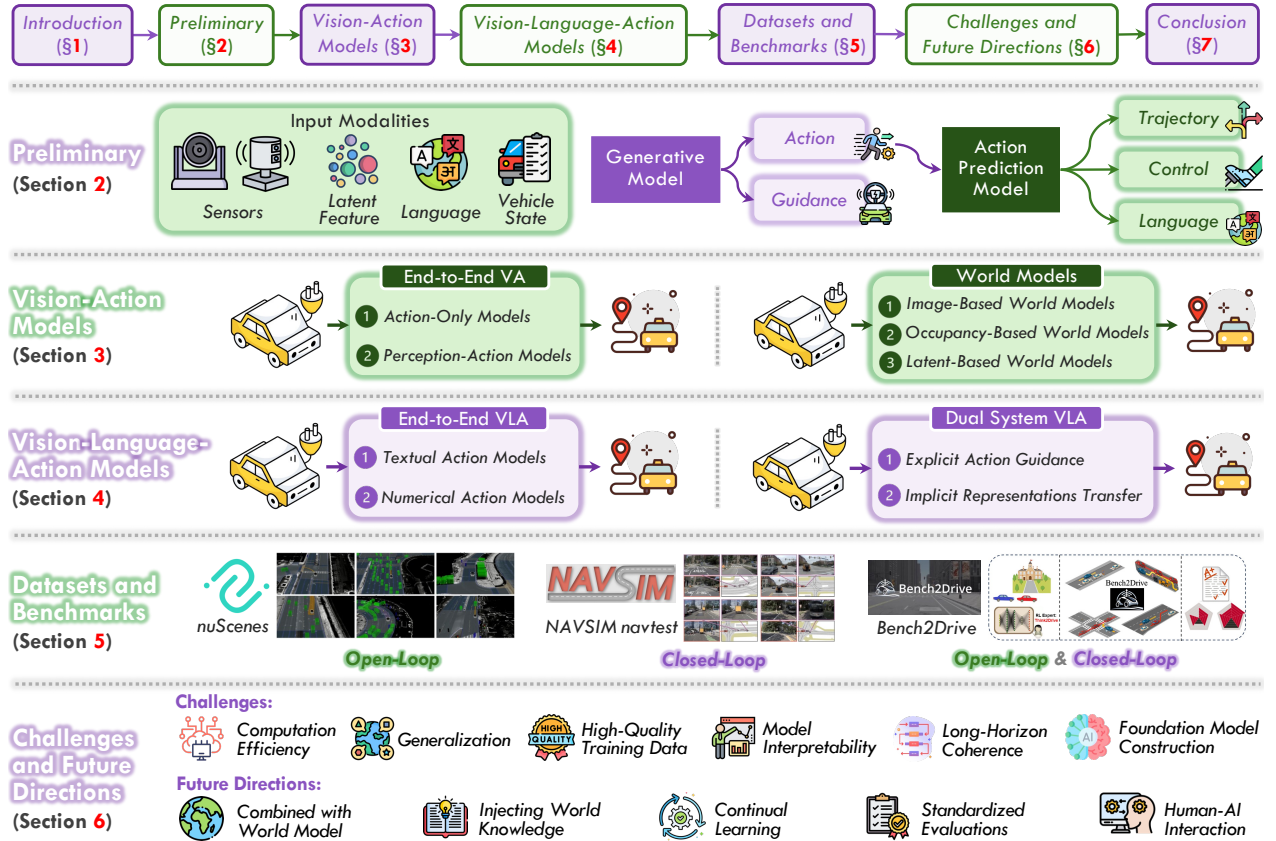 Introduction
(§1)
Preliminary
(§2)
Vision-Action
Models (§3)
Vision-Language-Action
Models (§4)
Datasets and
Benchmarks (§5)
Challenges and
Future Directions (§6)
Conclusion
(§7)
Preliminary
(Section 2)
Input Modalities
Sensors
Latent
Feature
Language
Vehicle
State
Generative
Model
Action
Guidance
Action
Prediction
Model
Trajectory
Control
Language
Vision-Action
Models
(Section 3)
End-to-End VA
1 Action-Only Models
2 Perception-Action Models
World Models
1 Image-Based World Models
2 Occupancy-Based World Models
3 Latent-Based World Models
Vision-Language-
Action Models
(Section 4)
End-to-End VLA
1 Textual Action Models
2 Numerical Action Models
Dual System VLA
1 Explicit Action Guidance
2 Implicit Representations Transfer
Datasets and
Benchmarks
(Section 5)
nuScenes
Open-Loop
NAVSIM
NAVSIM navtest
Closed-Loop
Bench2Drive
Bench2Drive
Bench2Drive
RL Expert
Think2Drive
A+
Open-Loop & Closed-Loop
Challenges
and Future
Directions
(Section 6)
Challenges:
Computation
Efficiency
Generalization
HIGH
QUALITY
High-Quality
Training Data
Model
Interpretability
Long-Horizon
Coherence
AI
Foundation Model
Construction
Future Directions:
Combined with
World Model
Injecting World
Knowledge
Continual
Learning
Standardized
Evaluations
Human-AI
Interaction